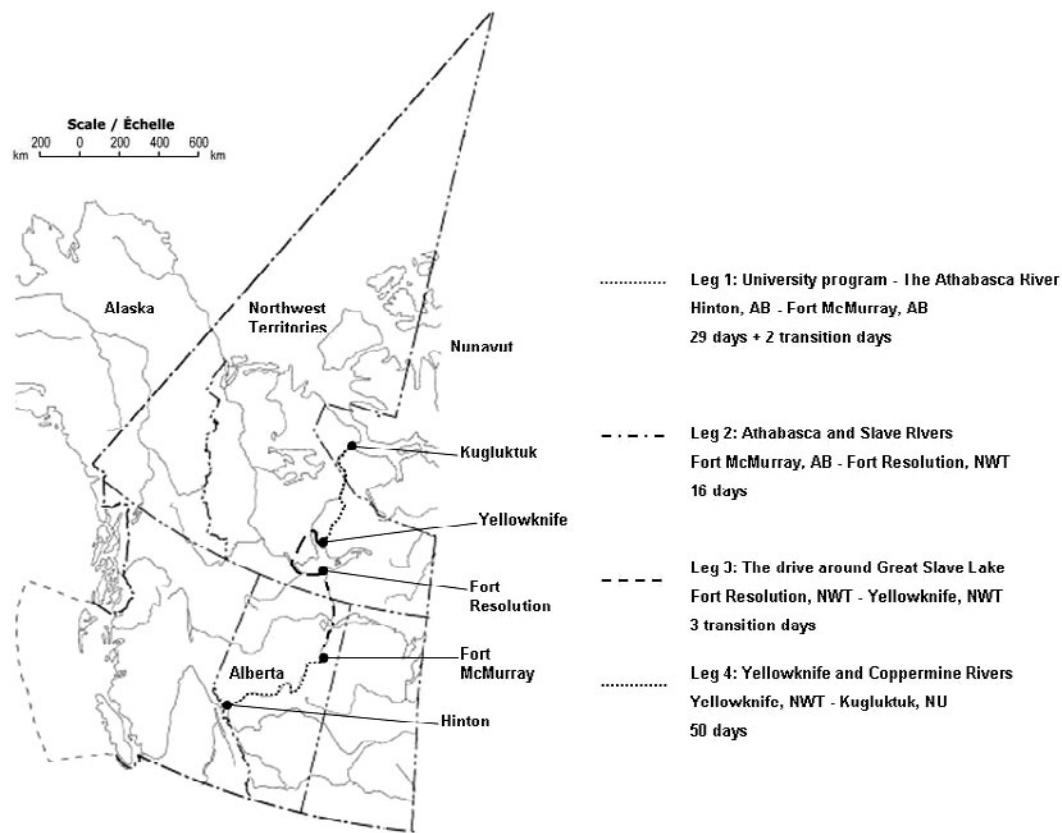 Scale / Échelle
200 0 200 400 600
km km
Alaska
Northwest
Territories
Nunavut
Kugluktuk
Yellowknife
Fort
Resolution
Fort
McMurray
Alberta
Hinton
Leg 1: University program - The Athabasca River
Hinton, AB - Fort McMurray, AB
29 days + 2 transition days
Leg 2: Athabasca and Slave Rivers
Fort McMurray, AB - Fort Resolution, NWT
16 days
Leg 3: The drive around Great Slave Lake
Fort Resolution, NWT - Yellowknife, NWT
3 transition days
Leg 4: Yellowknife and Coppermine Rivers
Yellowknife, NWT - Kugluktuk, NU
50 days